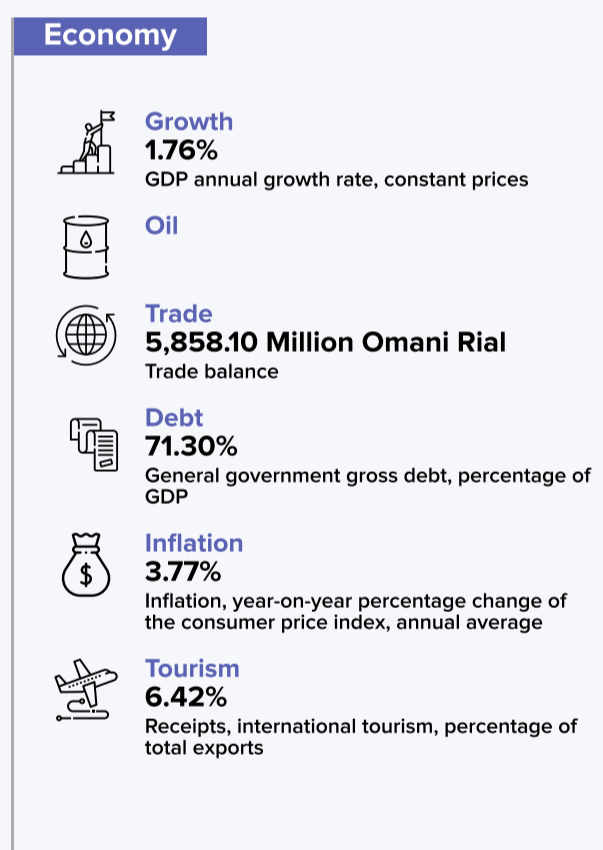 Economy
Growth
1.76%
GDP annual growth rate, constant prices
Oil
Trade
5,858.10 Million Omani Rial
Trade balance
Debt
71.30%
General government gross debt, percentage of
GDP
$
Inflation
3.77%
Inflation, year-on-year percentage change of
the consumer price index, annual average
Tourism
6.42%
Receipts, international tourism, percentage of
total exports